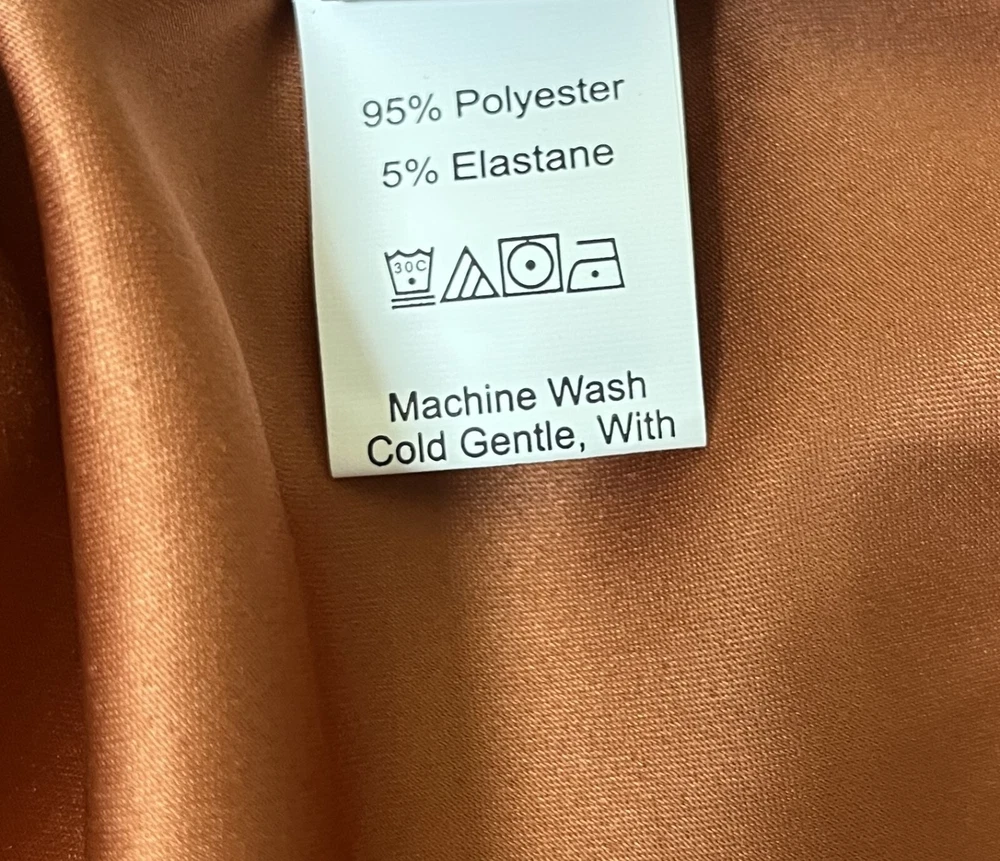 95% Polyester
5% Elastane
30C
Machine Wash
Cold Gentle, With